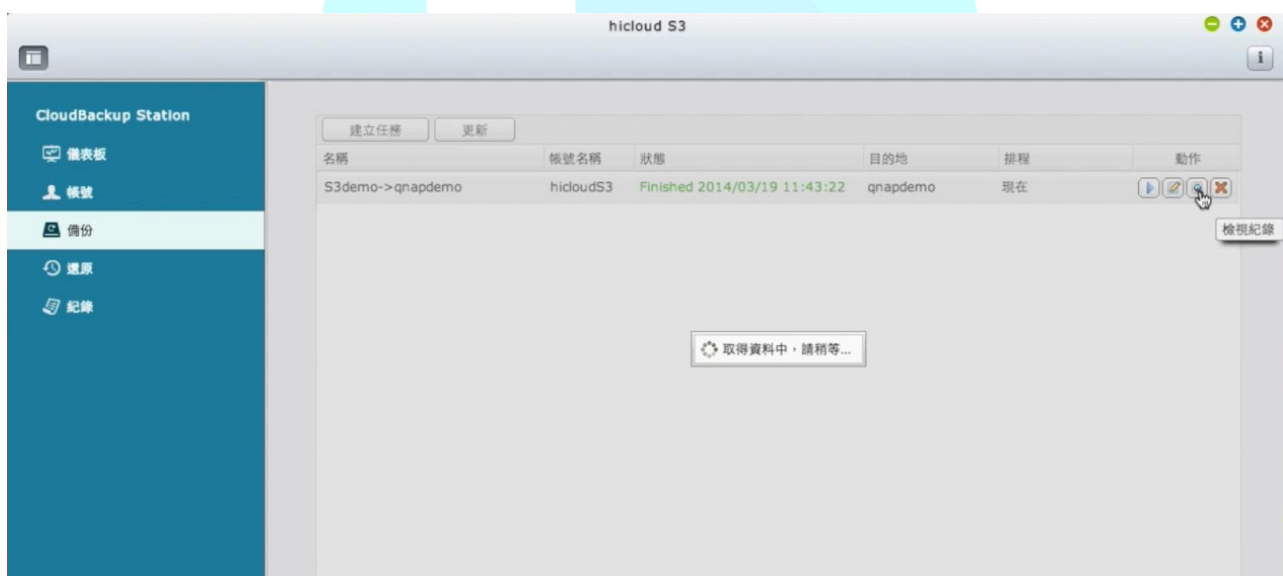 hicloud S3
CloudBackup Station
儀表板
帳號
備份
還原
紀錄
建立任務 更新
名稱 帳號名稱 狀態 目的地 排程 動作
S3demo->qnapdemo hicloudS3 Finished 2014/03/19 11:43:22 qnapdemo 現在
檢視紀錄
取得資料中，請稍等...